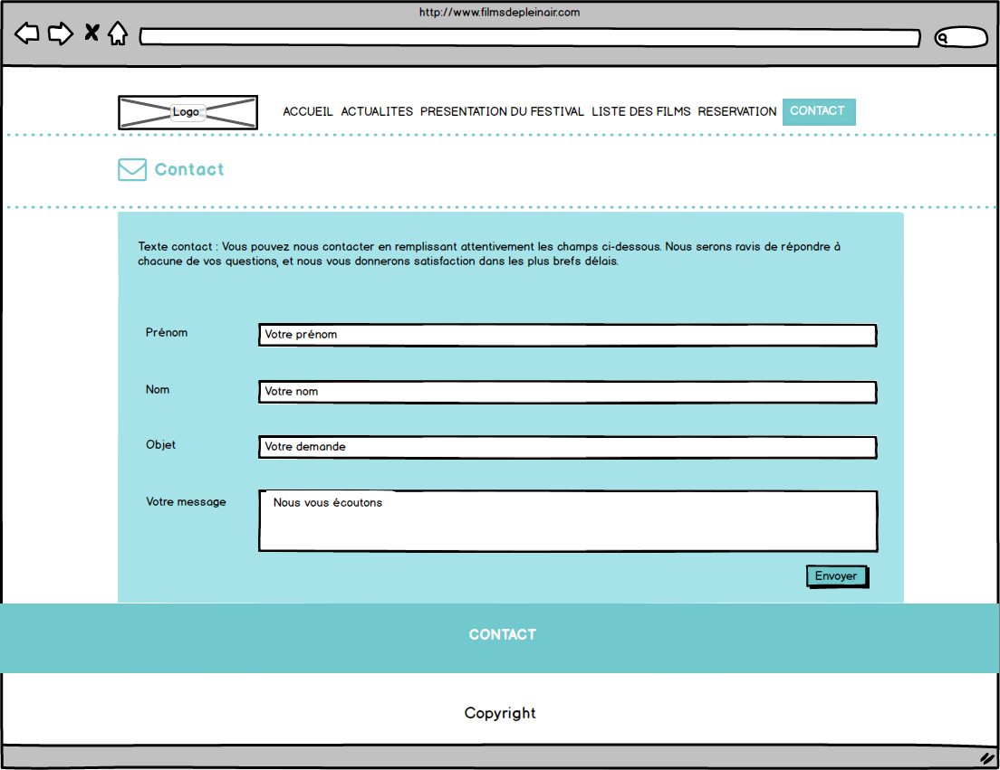 http://www.filmsdepleinair.com
Logo
ACCUEIL ACTUALITES PRESENTATION DU FESTIVAL LISTE DES FILMS RESERVATION CONTACT
Contact
Texte contact : Vous pouvez nous contacter en remplissant attentivement les champs ci-dessous. Nous serons ravis de répondre à
chacune de vos questions, et nous vous donnerons satisfaction dans les plus brefs délais.
Prénom
Votre prénom
Nom
Votre nom
Objet
Votre demande
Votre message
Nous vous écoutons
Envoyer
CONTACT
Copyright